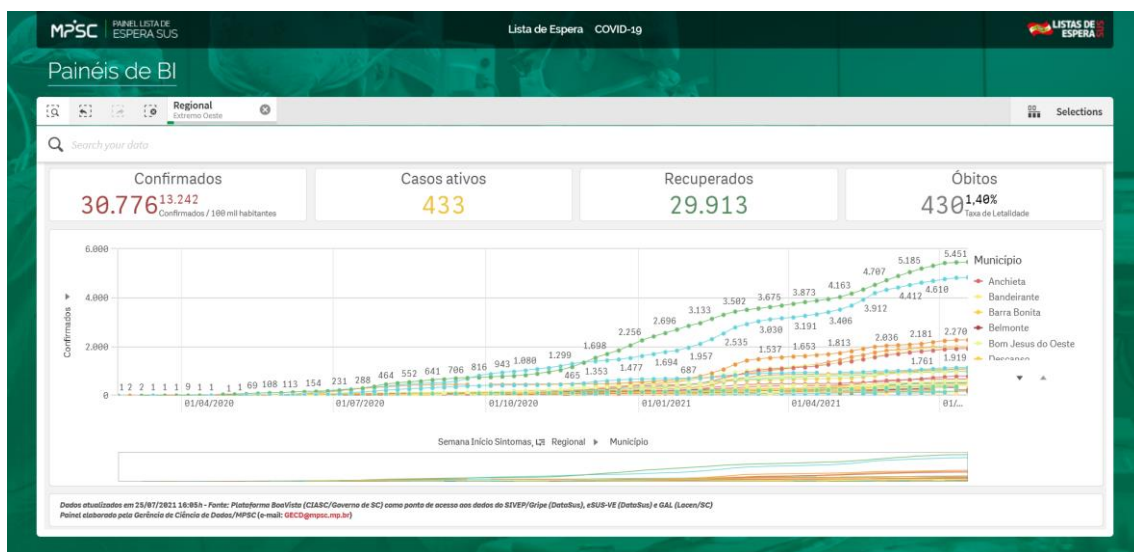 MPSC PAINEL LISTA DE
ESPERA SUS
Lista de Espera COVID-19
LISTAS DE
ESPERA SUS
Painéis de BI
Regional
Extremo Oeste
Selections
Search your data
Confirmados
30.776 13.242
Confirmados / 100 mil habitantes
Casos ativos
433
Recuperados
29.913
Óbitos
430 1,40%
Taxa de Letalidade
6.000
4.000
2.000
0
Confirmados
1 2 2 1 1 1 9 1 1 1 1 69 108 113 154 231 288 464 552 641 706 816 943 1.080 1.299 1.698 2.256 2.696 3.133 3.502 3.675 3.873 4.163 4.707 5.185 5.451
465 1.353 1.477 1.694 1.957 2.535 3.030 3.191 3.406 3.912 4.412 4.610
687 1.537 1.653 1.813 2.036 2.181 2.270
1.761 1.919
01/04/2020 01/07/2020 01/10/2020 01/01/2021 01/04/2021 01/...
Município
Anchieta
Bandeirante
Barra Bonita
Belmonte
Bom Jesus do Oeste
Descanso
Semana Início Sintomas, Regional Município
Dados atualizados em 25/07/2021 16:05h - Fonte: Plataforma BoaVista (CIASC/Governo de SC) como ponto de acesso aos dados do SIVEP/Gripe (DataSus), eSUS-VE (DataSus) e GAL (Lacen/SC)
Painel elaborado pela Gerência de Ciência de Dados/MPSC (e-mail: GECD@mpsc.mp.br)